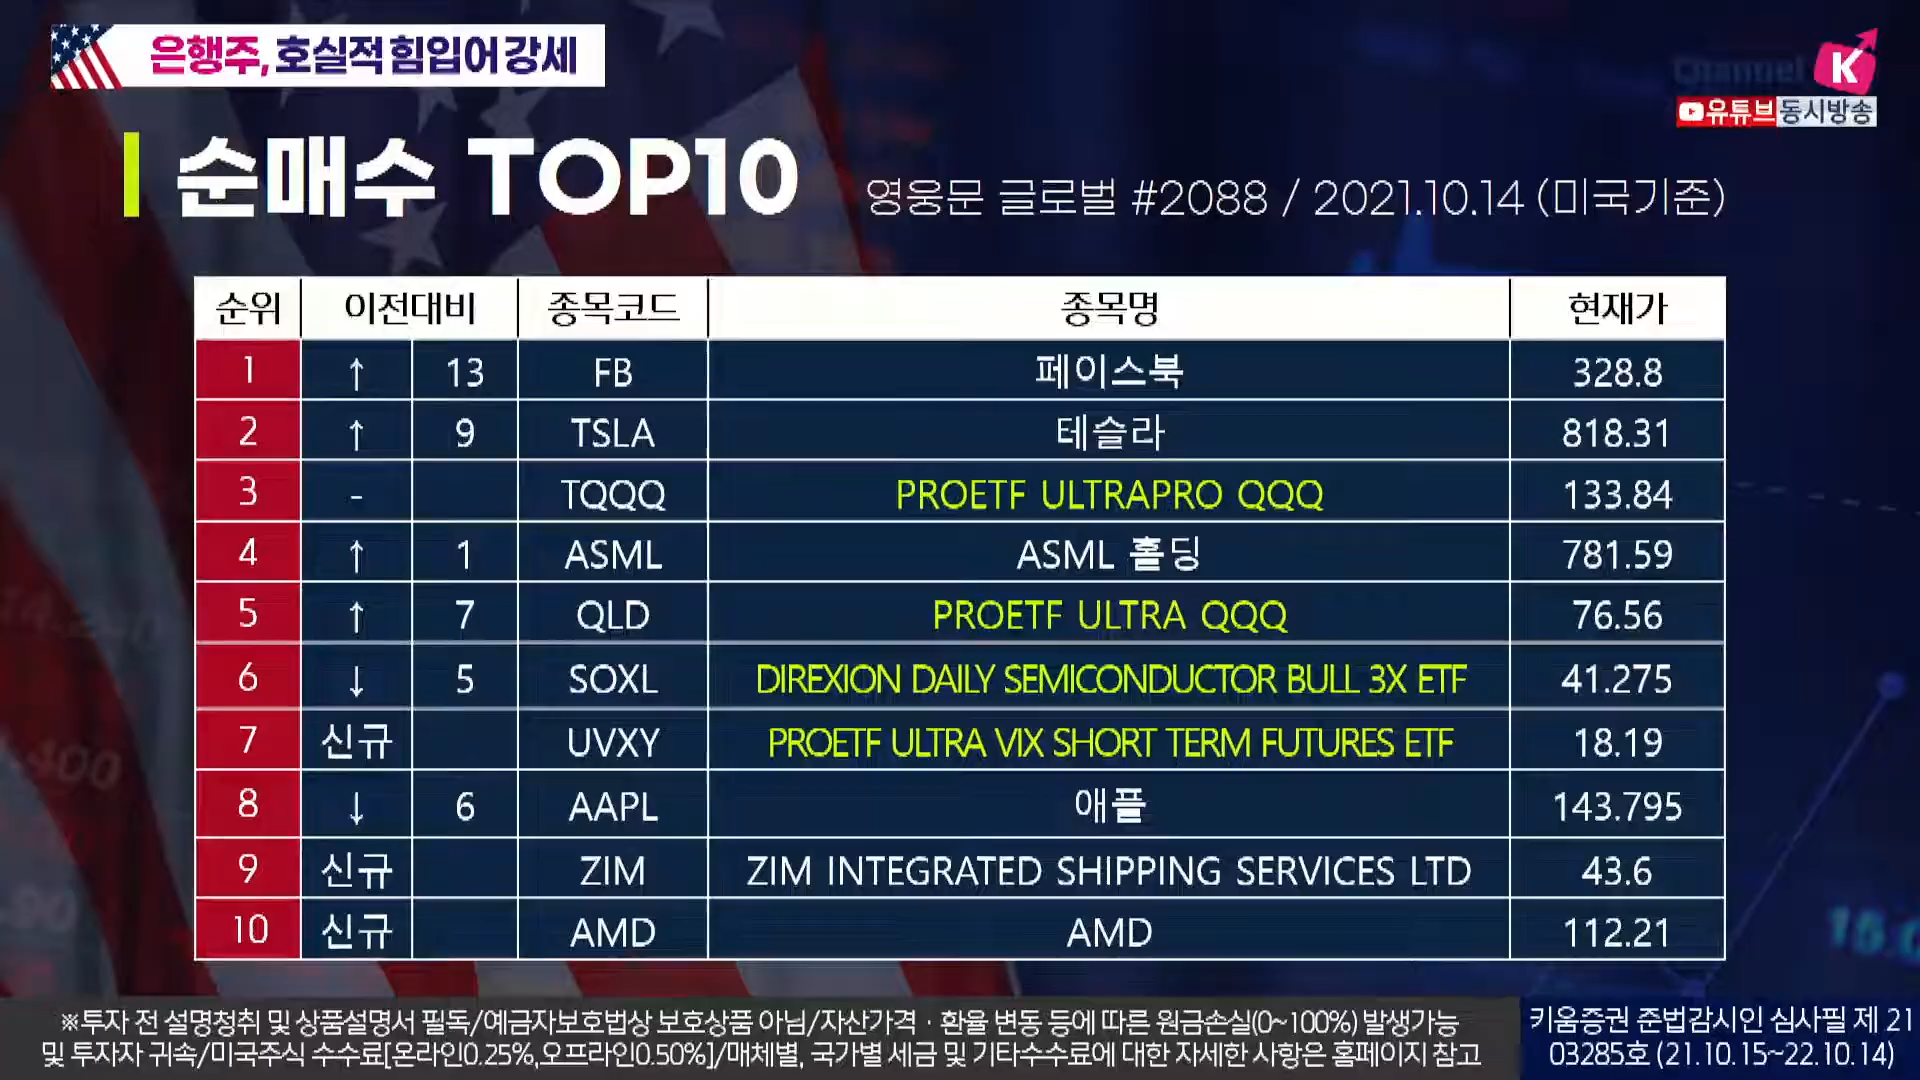 은행주, 호실적 힘입어 강세
Channel K
유튜브 동시방송
순매수 TOP10
영웅문 글로벌 #2088 / 2021.10.14 (미국기준)
순위 이전대비 종목코드 종목명 현재가
1 ↑ 13 FB 페이스북 328.8
2 ↑ 9 TSLA 테슬라 818.31
3 - TQQQ PROETF ULTRAPRO QQQ 133.84
4 ↑ 1 ASML ASML 홀딩 781.59
5 ↑ 7 QLD PROETF ULTRA QQQ 76.56
6 ↓ 5 SOXL DIREXION DAILY SEMICONDUCTOR BULL 3X ETF 41.275
7 신규 UVXY PROETF ULTRA VIX SHORT TERM FUTURES ETF 18.19
8 ↓ 6 AAPL 애플 143.795
9 신규 ZIM ZIM INTEGRATED SHIPPING SERVICES LTD 43.6
10 신규 AMD AMD 112.21
※투자 전 설명청취 및 상품설명서 필독/예금자보호법상 보호상품 아님/자산가격 · 환율 변동 등에 따른 원금손실(0~100%) 발생가능
및 투자자 귀속/미국주식 수수료[온라인0.25%,오프라인0.50%]/매체별, 국가별 세금 및 기타수수료에 대한 자세한 사항은 홈페이지 참고
키움증권 준법감시인 심사필 제 21
03285호 (21.10.15~22.10.14)